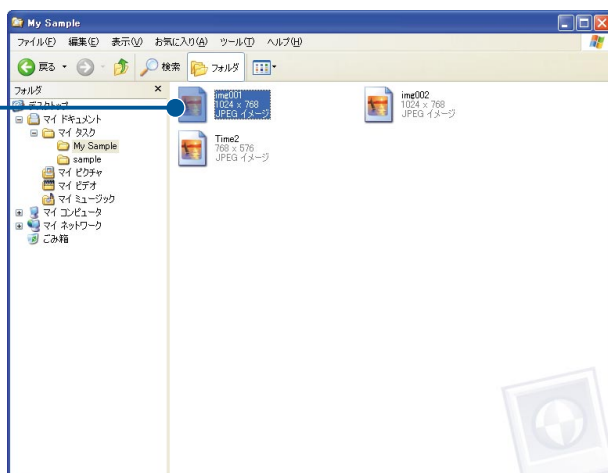 My Sample
ファイル(F) 編集(E) 表示(V) お気に入り(A) ツール(T) ヘルプ(H)
戻る 検索 フォルダ
フォルダ ×
デスクトップ
マイ ドキュメント
マイ タスク
My Sample
sample
マイ ピクチャ
マイ ビデオ
マイ ミュージック
マイ コンピュータ
マイ ネットワーク
ごみ箱
img001
1024 x 768
JPEG イメージ
img002
1024 x 768
JPEG イメージ
Time2
768 x 576
JPEG イメージ